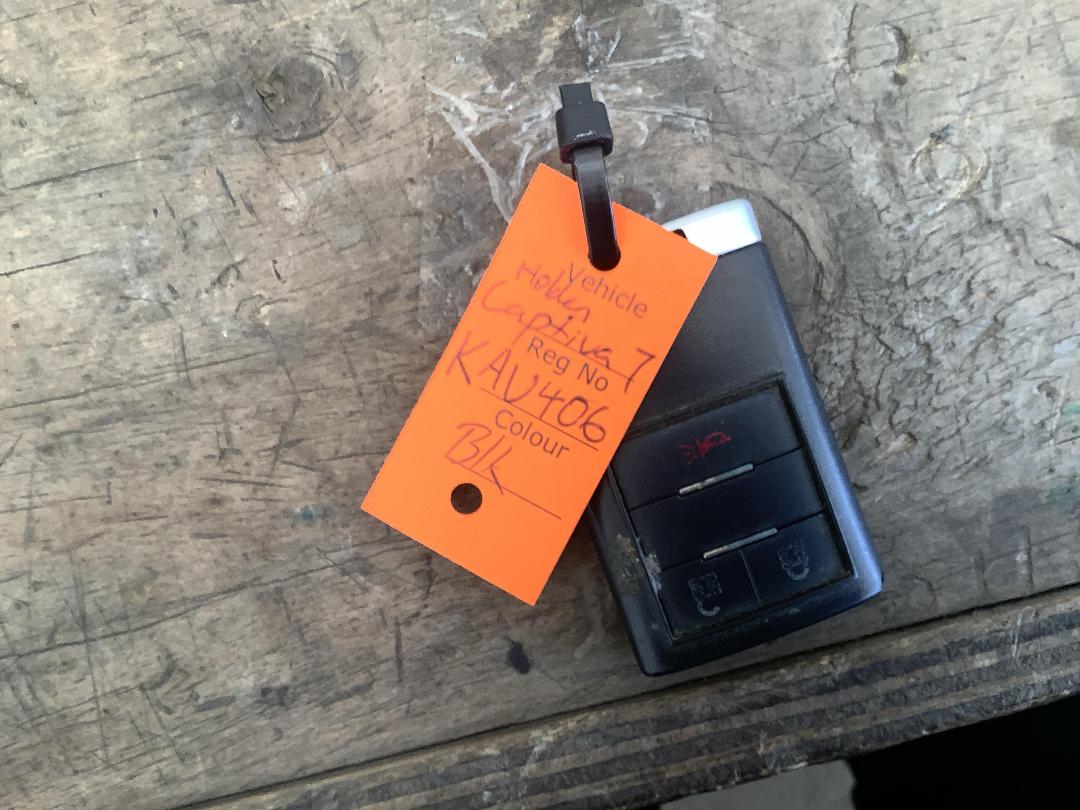 Vehicle
Holden
Captiva 7
Reg No
KAU406
Colour
Blk